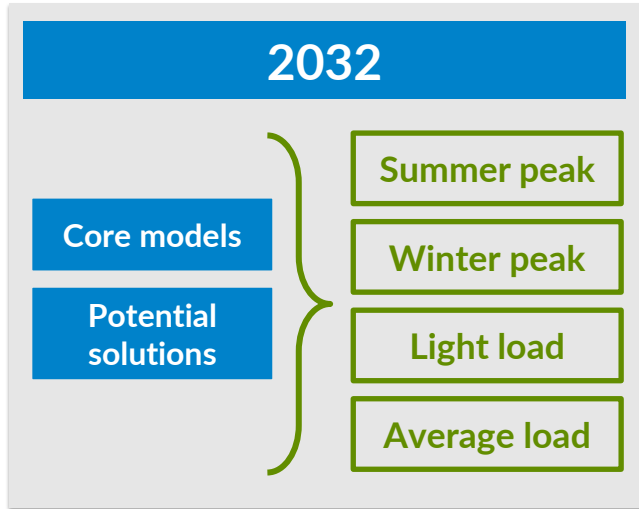 2032
Core models
Potential
solutions
Summer peak
Winter peak
Light load
Average load